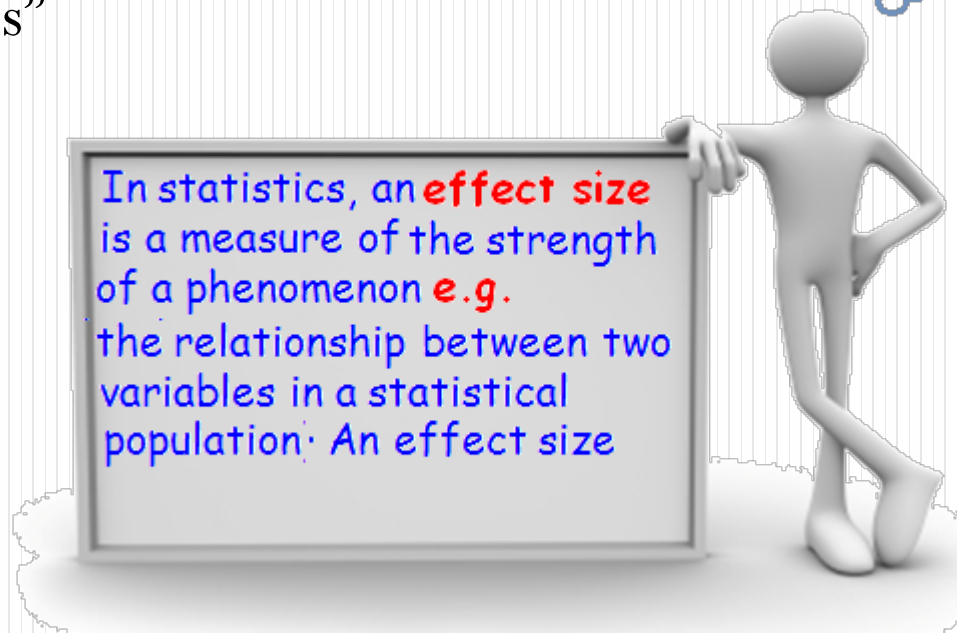 s”
In statistics, an effect size
is a measure of the strength
of a phenomenon e.g.
the relationship between two
variables in a statistical
population. An effect size